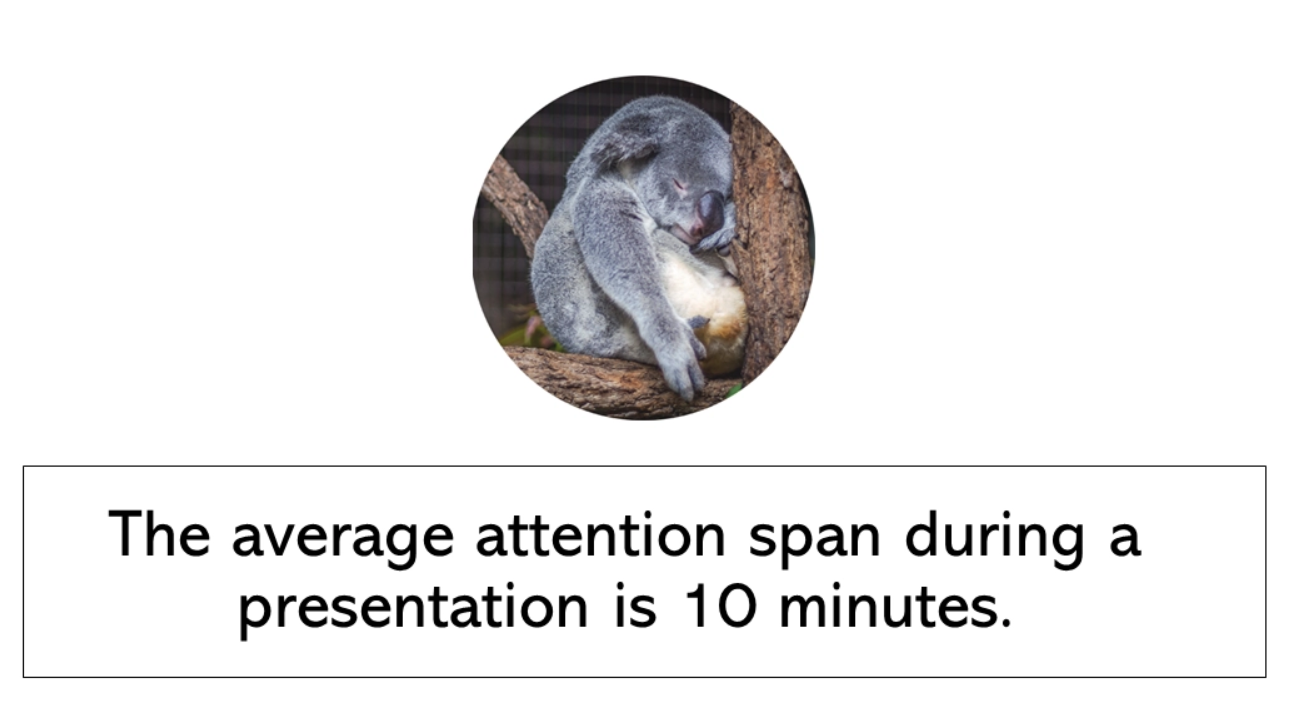 The average attention span during a
presentation is 10 minutes.